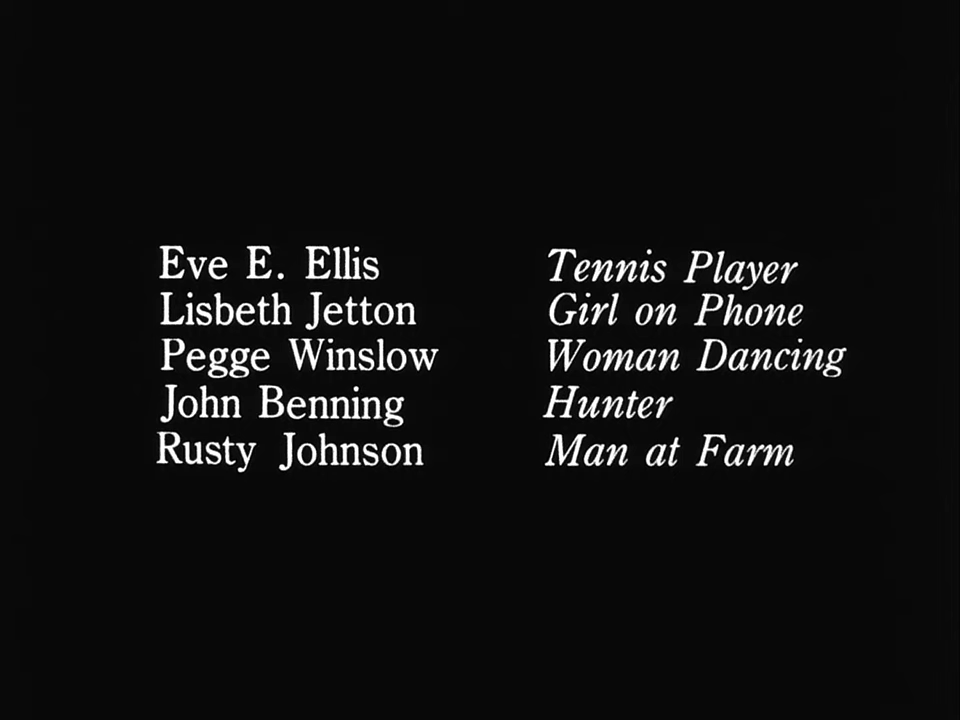 Eve E. Ellis Tennis Player
Lisbeth Jetton Girl on Phone
Pegge Winslow Woman Dancing
John Benning Hunter
Rusty Johnson Man at Farm